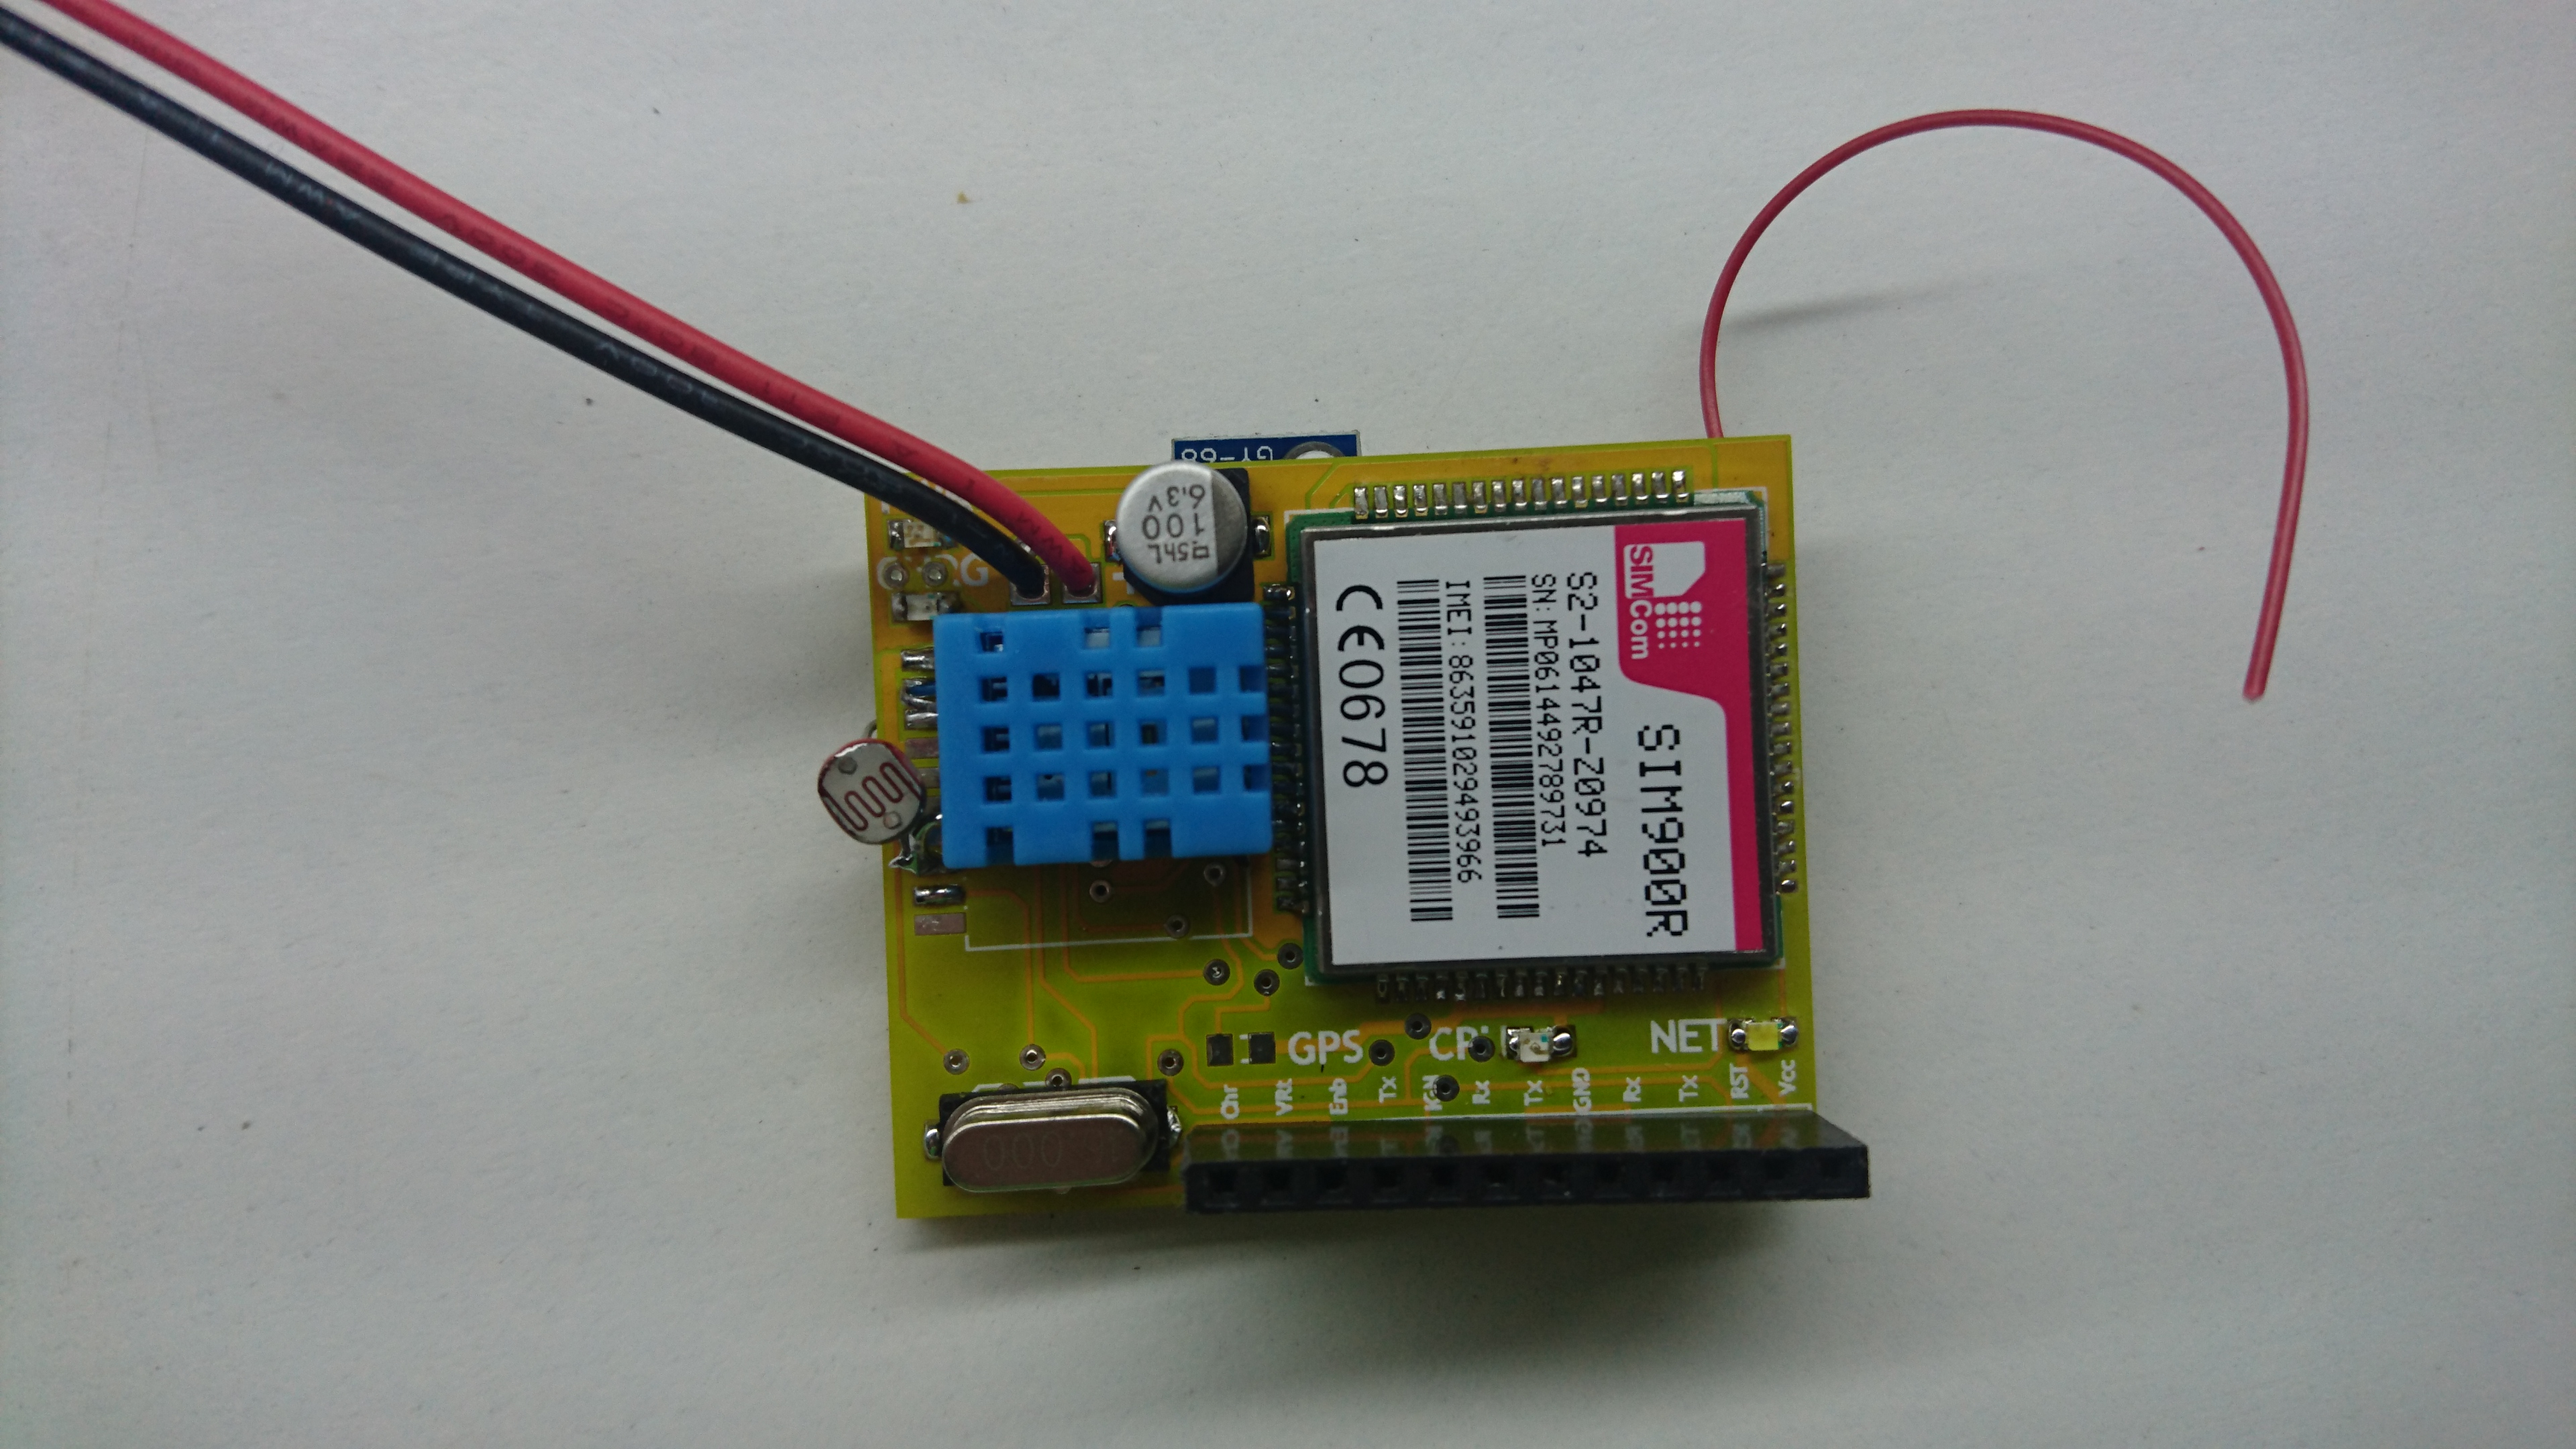 GY-68
100
6.3V
SIMCom
SIM900R
S2-1047R-Z0974
SN:MP0614492789731
IMEI:863591029493966
CE0678
GPS
NET
Chr
VRt
Enb
Tx
Rx
Tx
GND
Rx
Tx
RST
Vcc